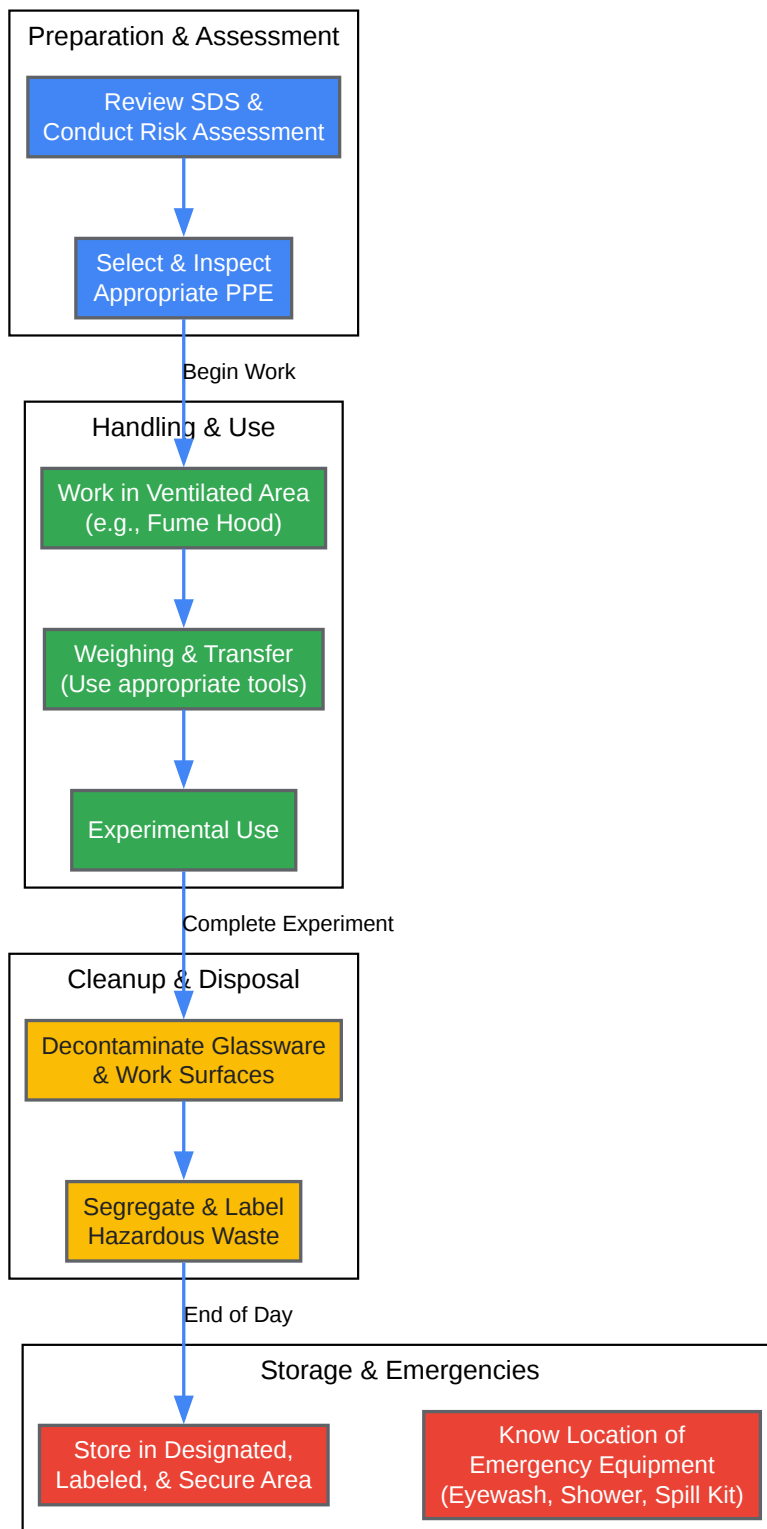 Preparation & Assessment
Review SDS &
Conduct Risk Assessment
Select & Inspect
Appropriate PPE
Begin Work
Handling & Use
Work in Ventilated Area
(e.g., Fume Hood)
Weighing & Transfer
(Use appropriate tools)
Experimental Use
Complete Experiment
Cleanup & Disposal
Decontaminate Glassware
& Work Surfaces
Segregate & Label
Hazardous Waste
End of Day
Storage & Emergencies
Store in Designated,
Labeled, & Secure Area
Know Location of
Emergency Equipment
(Eyewash, Shower, Spill Kit)